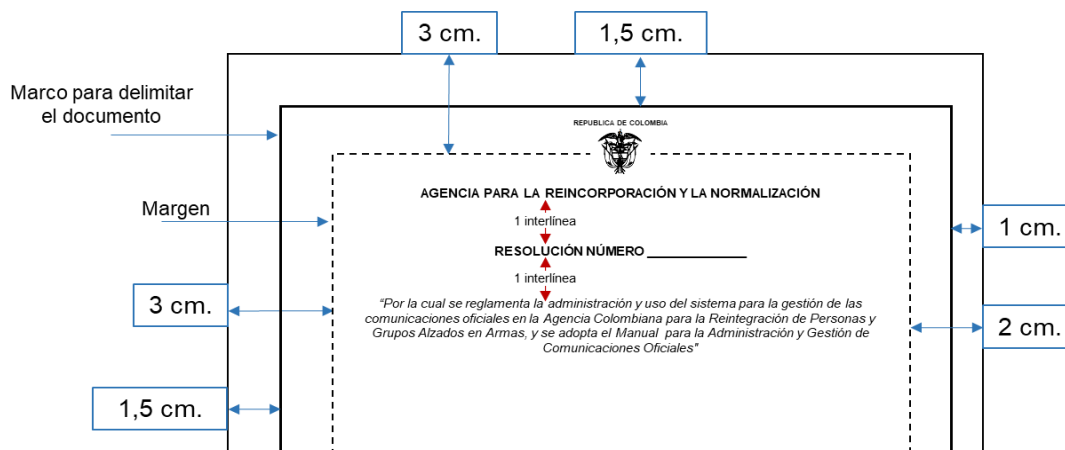 3 cm.
1,5 cm.
Marco para delimitar
el documento
REPUBLICA DE COLOMBIA
AGENCIA PARA LA REINCORPORACIÓN Y LA NORMALIZACIÓN
Margen
1 interlínea
1 cm.
RESOLUCIÓN NÚMERO _______________
1 interlínea
3 cm.
“Por la cual se reglamenta la administración y uso del sistema para la gestión de las
comunicaciones oficiales en la Agencia Colombiana para la Reintegración de Personas y
Grupos Alzados en Armas, y se adopta el Manual para la Administración y Gestión de
Comunicaciones Oficiales"
2 cm.
1,5 cm.